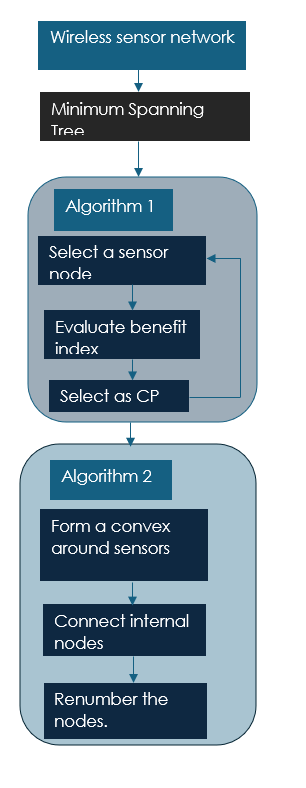 Wireless sensor network
Minimum Spanning
Tree
Algorithm 1
Select a sensor
node
Evaluate benefit
index
Select as CP
Algorithm 2
Form a convex
around sensors
Connect internal
nodes
Renumber the
nodes.